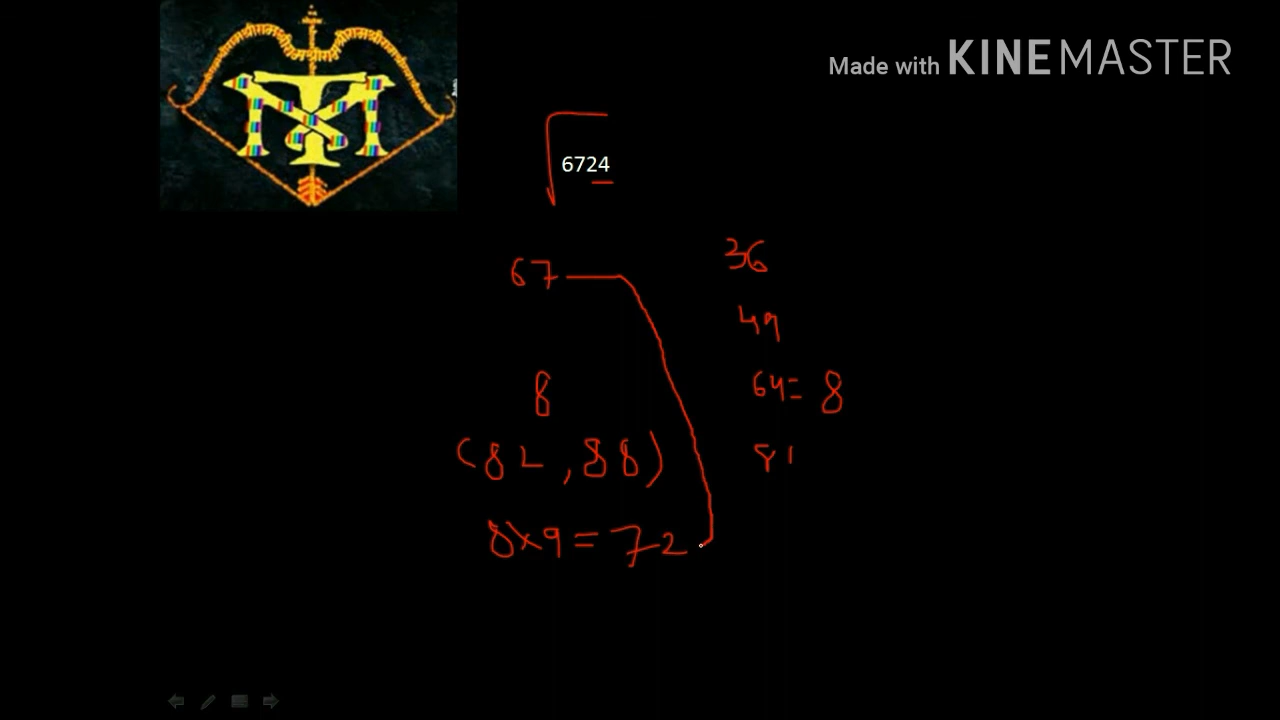 Made with KINEMASTER
6724
67
36
49
64 = 8
8
81
(82, 88)
8×9 = 72